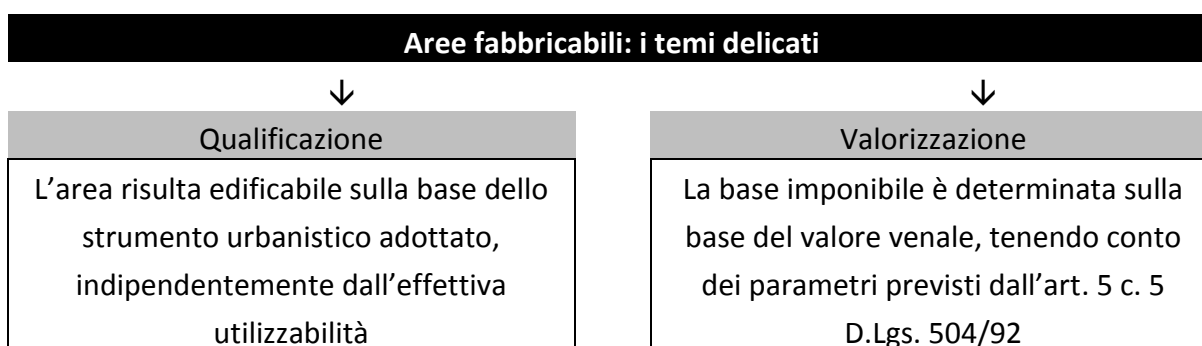 Aree fabbricabili: i temi delicati
↓ ↓
Qualificazione
L’area risulta edificabile sulla base dello
strumento urbanistico adottato,
indipendentemente dall’effettiva
utilizzabilità
Valorizzazione
La base imponibile è determinata sulla
base del valore venale, tenendo conto
dei parametri previsti dall’art. 5 c. 5
D.Lgs. 504/92